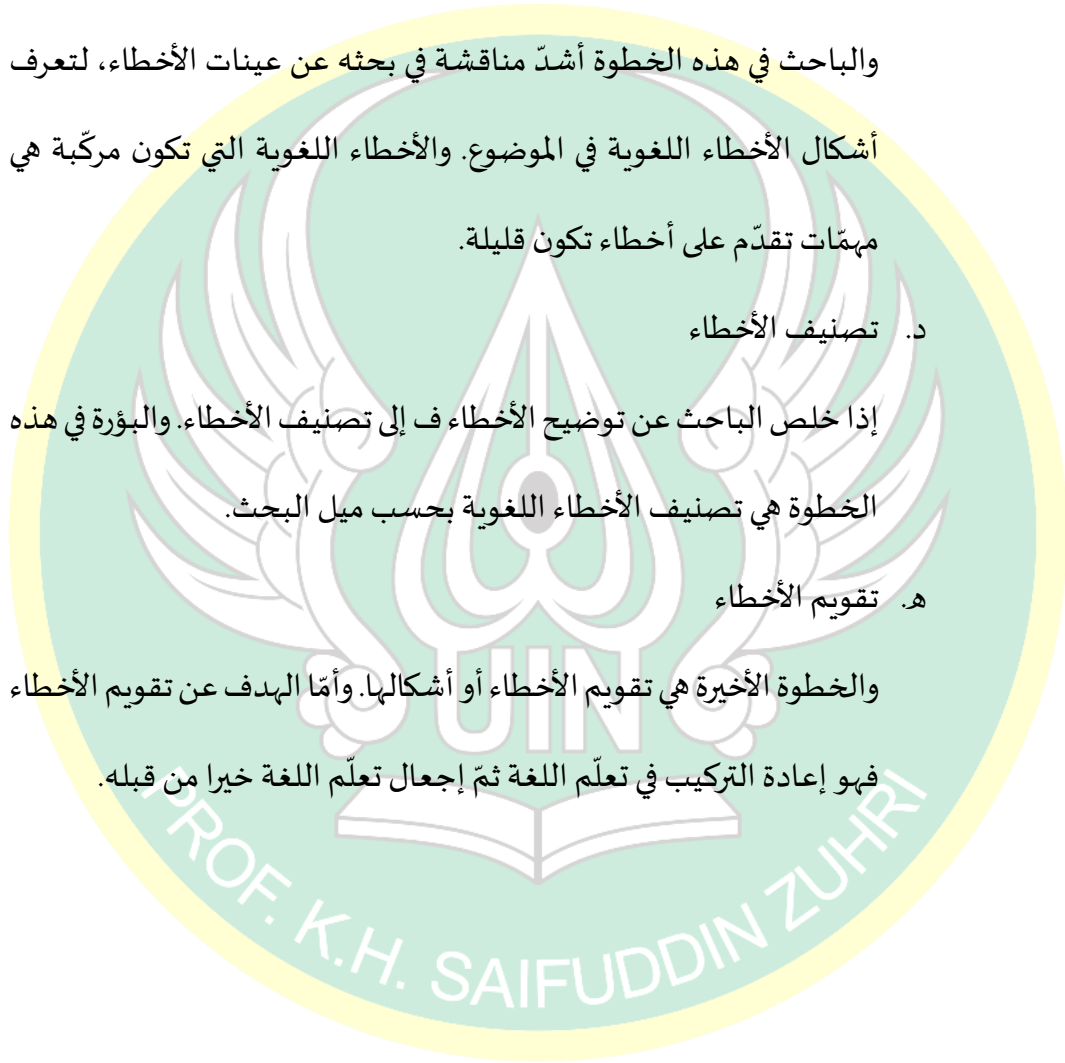 والباحث في هذه الخطوة أشدّ مناقشة في بحثه عن عينات الأخطاء، لتعرف
أشكال الأخطاء اللغوية في الموضوع. والأخطاء اللغوية التي تكون مركّبة هي
مهمّات تقدّم على أخطاء تكون قليلة.
د. تصنيف الأخطاء
إذا خلص الباحث عن توضيح الأخطاء ف إلى تصنيف الأخطاء. والبؤرة في هذه
الخطوة هي تصنيف الأخطاء اللغوية بحسب ميل البحث.
هـ. تقويم الأخطاء
والخطوة الأخيرة هي تقويم الأخطاء أو أشكالها. وأمّا الهدف عن تقويم الأخطاء
فهو إعادة التركيب في تعلّم اللغة ثمّ إجعال تعلّم اللغة خيرا من قبله.
UIN
PROF. K.H. SAIFUDDIN ZUHRI